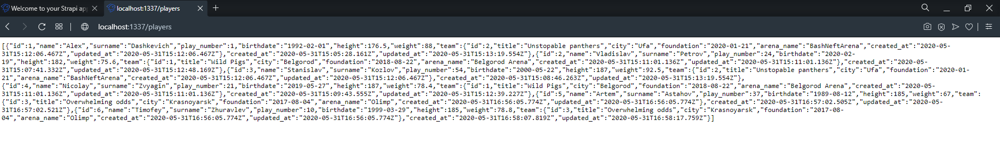 Welcome to your Strapi app
localhost:1337/players
localhost:1337/players
[{"id":1,"name":"Alex","surname":"Dashkevich","play_number":1,"birthdate":"1992-02-01","height":176.5,"weight":88,"team":{"id":2,"title":"Unstopable panthers","city":"Ufa","foundation":"2020-01-21","arena_name":"BashNeftArena","created_at":"2020-05-
31T15:12:06.467Z","updated_at":"2020-05-31T15:12:06.467Z"},"created_at":"2020-05-31T15:05:28.161Z","updated_at":"2020-05-31T15:13:19.554Z"},{"id":2,"name":"Vladislav","surname":"Petrov","play_number":24,"birthdate":"2020-02-
19","height":182,"weight":75.6,"team":{"id":1,"title":"Wild Pigs","city":"Belgorod","foundation":"2018-08-22","arena_name":"Belgorod Arena","created_at":"2020-05-31T15:11:01.136Z","updated_at":"2020-05-31T15:11:01.136Z"},"created_at":"2020-05-
31T15:07:41.332Z","updated_at":"2020-05-31T15:12:48.169Z"},{"id":3,"name":"Stanislav","surname":"Kozlov","play_number":54,"birthdate":"2000-05-22","height":187,"weight":92.5,"team":{"id":2,"title":"Unstopable panthers","city":"Ufa","foundation":"2020-01-
21","arena_name":"BashNeftArena","created_at":"2020-05-31T15:12:06.467Z","updated_at":"2020-05-31T15:12:06.467Z"},"created_at":"2020-05-31T15:08:46.263Z","updated_at":"2020-05-31T15:13:19.554Z"},
{"id":4,"name":"Nicolay","surname":"Zvyagin","play_number":21,"birthdate":"2019-05-27","height":187,"weight":78.4,"team":{"id":1,"title":"Wild Pigs","city":"Belgorod","foundation":"2018-08-22","arena_name":"Belgorod Arena","created_at":"2020-05-
31T15:11:01.136Z","updated_at":"2020-05-31T15:11:01.136Z"},"created_at":"2020-05-31T15:09:43.555Z","updated_at":"2020-05-31T15:12:39.227Z"},{"id":5,"name":"Artem","surname":"Astahov","play_number":37,"birthdate":"1989-08-12","height":185,"weight":67,"team":
{"id":3,"title":"Overwhelming odds","city":"Krasnoyarsk","foundation":"2017-08-04","arena_name":"Olimp","created_at":"2020-05-31T16:56:05.774Z","updated_at":"2020-05-31T16:56:05.774Z"},"created_at":"2020-05-31T16:57:02.505Z","updated_at":"2020-05-
31T16:57:02.521Z"},{"id":6,"name":"Timofey","surname":"Zhuravlev","play_number":10,"birthdate":"1999-03-29","height":185,"weight":78.8,"team":{"id":3,"title":"Overwhelming odds","city":"Krasnoyarsk","foundation":"2017-08-
04","arena_name":"Olimp","created_at":"2020-05-31T16:56:05.774Z","updated_at":"2020-05-31T16:56:05.774Z"},"created_at":"2020-05-31T16:58:07.819Z","updated_at":"2020-05-31T16:58:17.759Z"}]